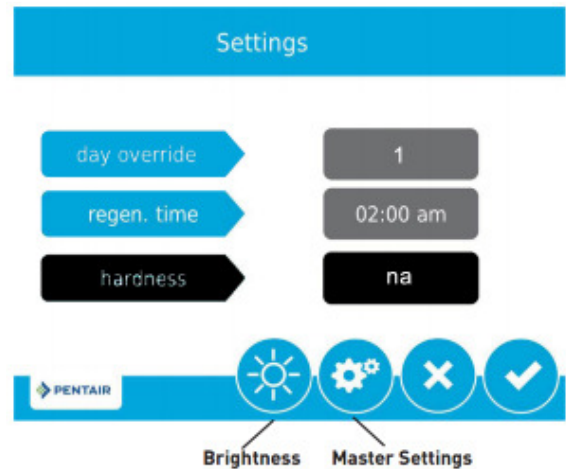 Settings
day override 1
regen. time 02:00 am
hardness na
PENTAIR
Brightness Master Settings